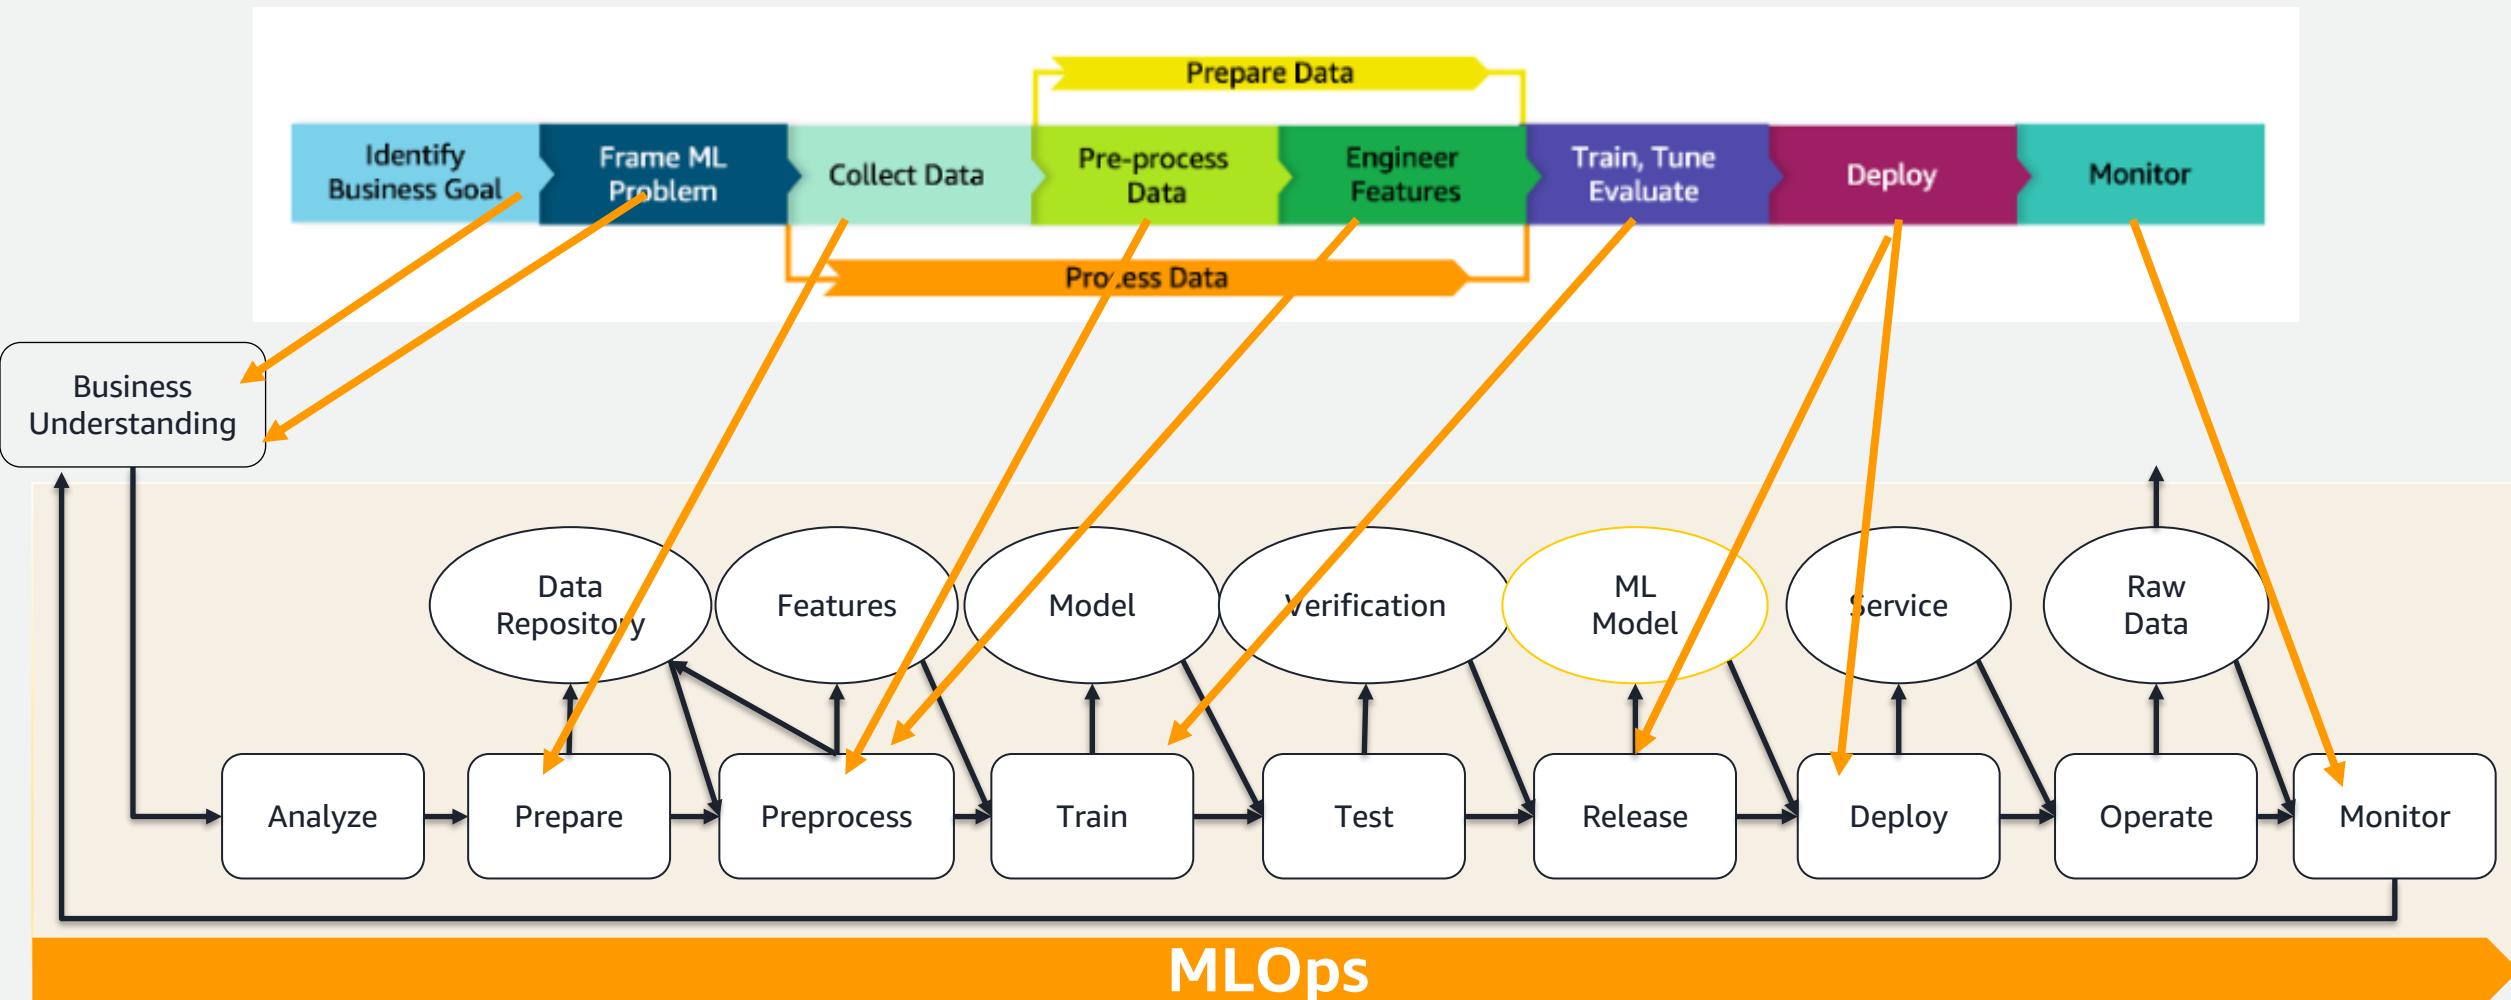 Prepare Data
Identify
Business Goal
Frame ML
Problem
Collect Data
Pre-process
Data
Engineer
Features
Train, Tune
Evaluate
Deploy
Monitor
Process Data
Business
Understanding
Data
Repository
Features
Model
Verification
ML
Model
Service
Raw
Data
Analyze
Prepare
Preprocess
Train
Test
Release
Deploy
Operate
Monitor
MLOps